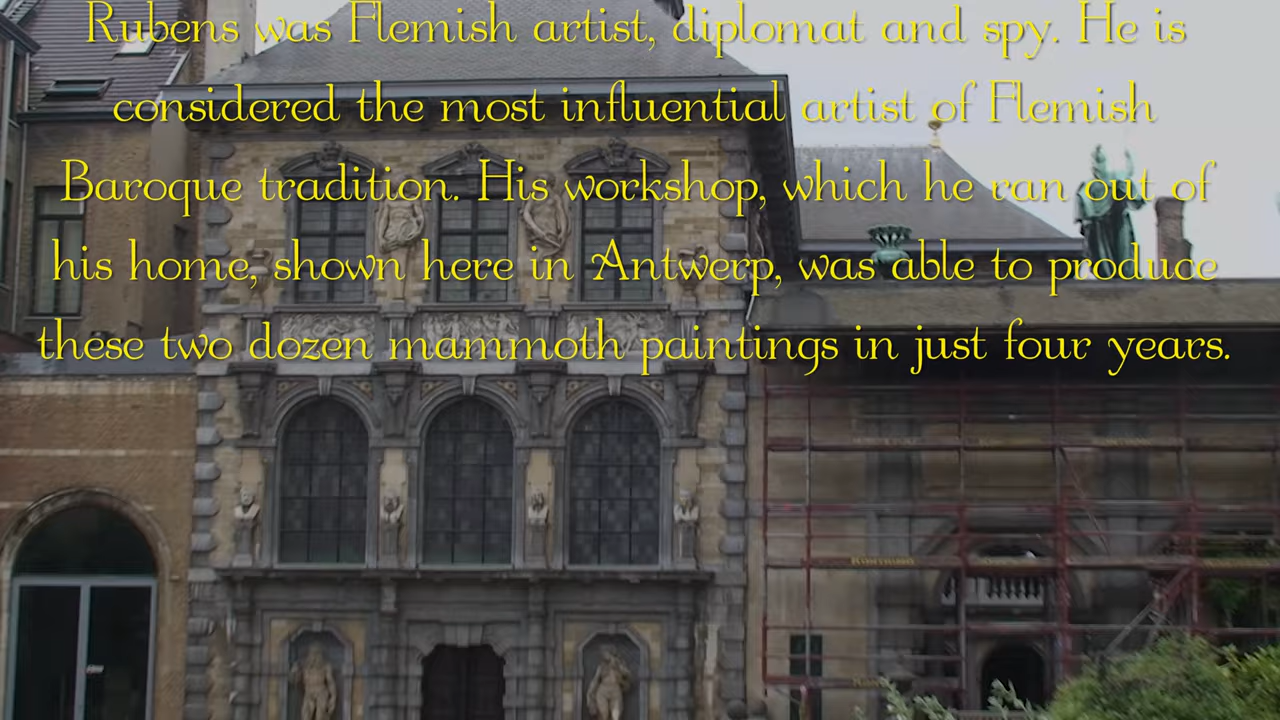 Rubens was Flemish artist, diplomat and spy. He is
considered the most influential artist of Flemish
Baroque tradition. His workshop, which he ran out of
his home, shown here in Antwerp, was able to produce
these two dozen mammoth paintings in just four years.